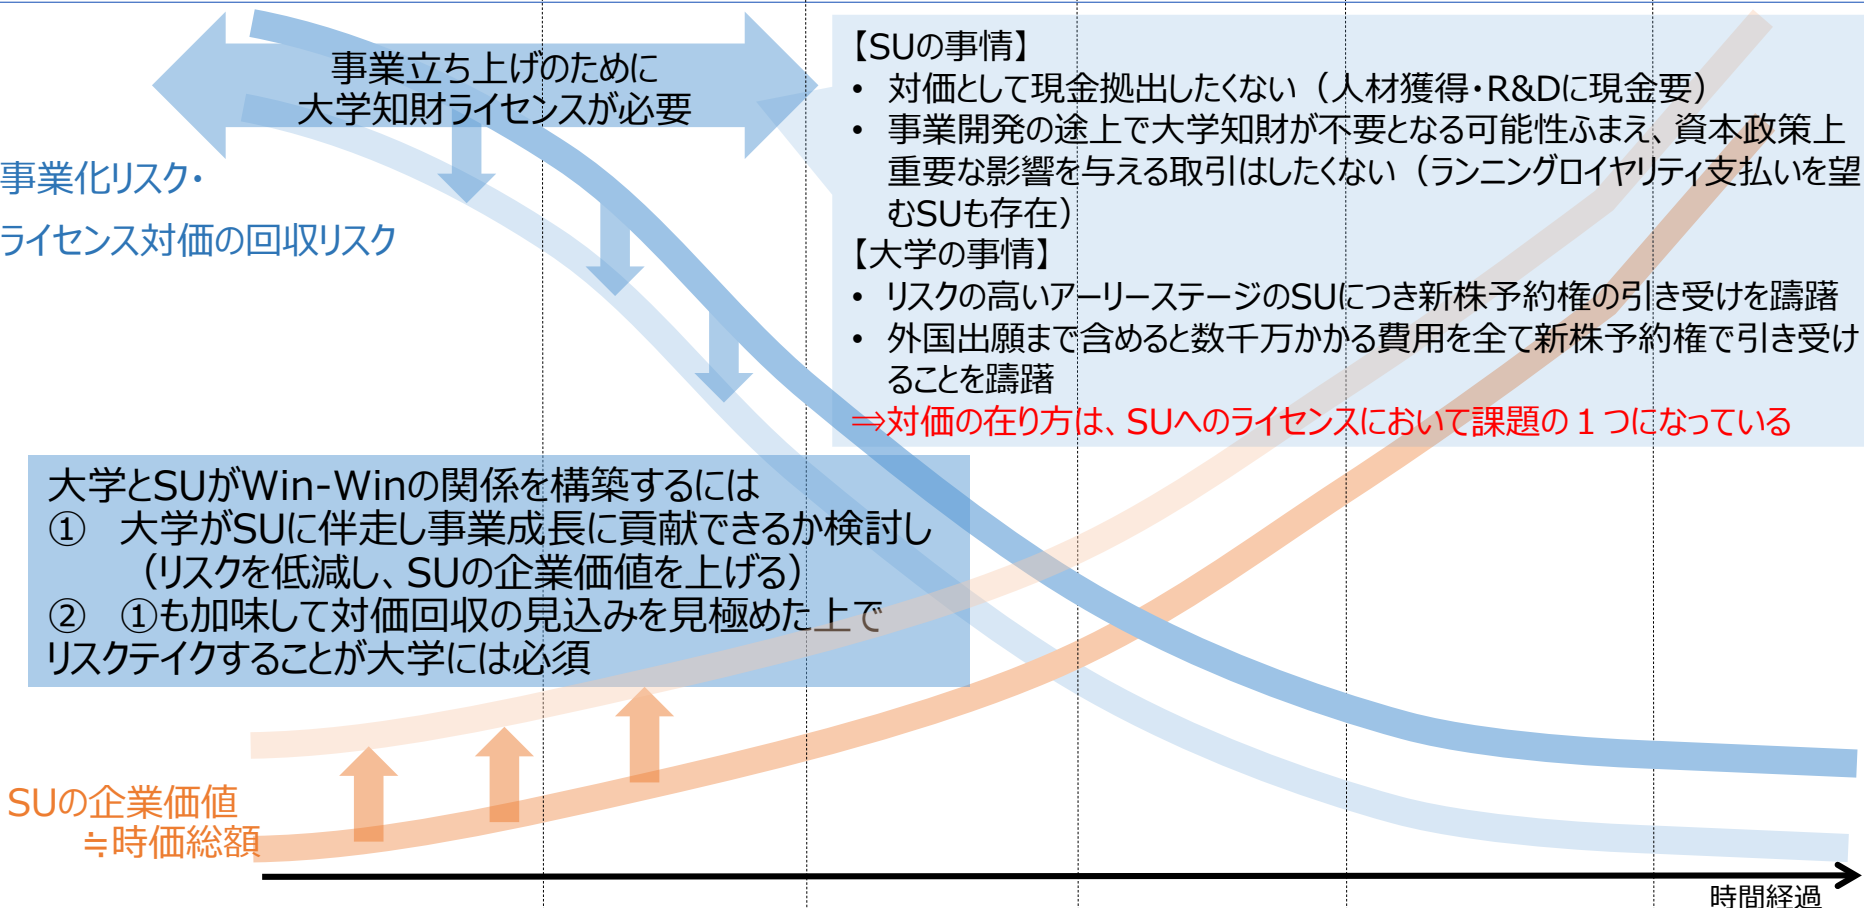 事業立ち上げのために
大学知財ライセンスが必要
事業化リスク・
ライセンス対価の回収リスク
【SUの事情】
• 対価として現金拠出したくない（人材獲得・R&Dに現金要）
• 事業開発の途上で大学知財が不要となる可能性ふまえ、資本政策上
重要な影響を与える取引はしたくない（ランニングロイヤリティ支払いを望
むSUも存在）
【大学の事情】
• リスクの高いアーリーステージのSUにつき新株予約権の引き受けを躊躇
• 外国出願まで含めると数千万かかる費用を全て新株予約権で引き受け
ることを躊躇
⇒対価の在り方は、SUへのライセンスにおいて課題の１つになっている
大学とSUがWin-Winの関係を構築するには
① 大学がSUに伴走し事業成長に貢献できるか検討し
（リスクを低減し、SUの企業価値を上げる）
② ①も加味して対価回収の見込みを見極めた上で
リスクテイクすることが大学には必須
SUの企業価値
≒時価総額
時間経過